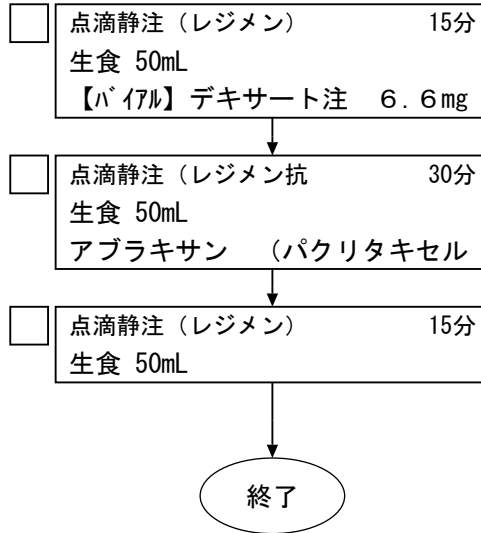 点滴静注（レジメン） 15分
生食 50mL
【ﾊﾞｲｱﾙ】デキサート注　６.６mg
点滴静注（レジメン抗 30分
生食 50mL
アブラキサン　（パクリタキセル
点滴静注（レジメン） 15分
生食 50mL
終了